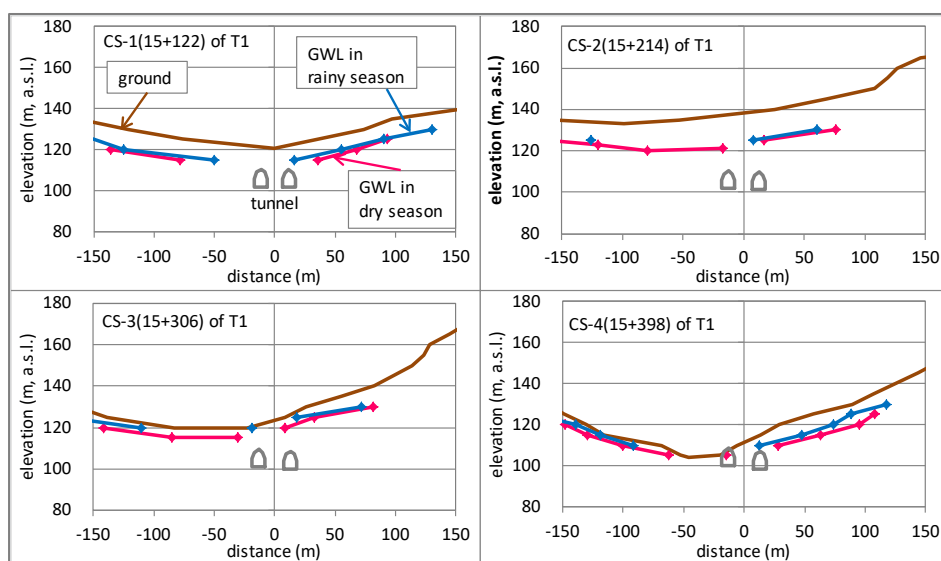 CS-1(15+122) of T1
ground
GWL in
rainy season
GWL in
dry season
tunnel
elevation (m, a.s.l.)
180
160
140
120
100
80
-150 -100 -50 0 50 100 150
distance (m)
CS-2(15+214) of T1
elevation (m, a.s.l.)
180
160
140
120
100
80
-150 -100 -50 0 50 100 150
distance (m)
CS-3(15+306) of T1
elevation (m, a.s.l.)
180
160
140
120
100
80
-150 -100 -50 0 50 100 150
distance (m)
CS-4(15+398) of T1
elevation (m, a.s.l.)
180
160
140
120
100
80
-150 -100 -50 0 50 100 150
distance (m)